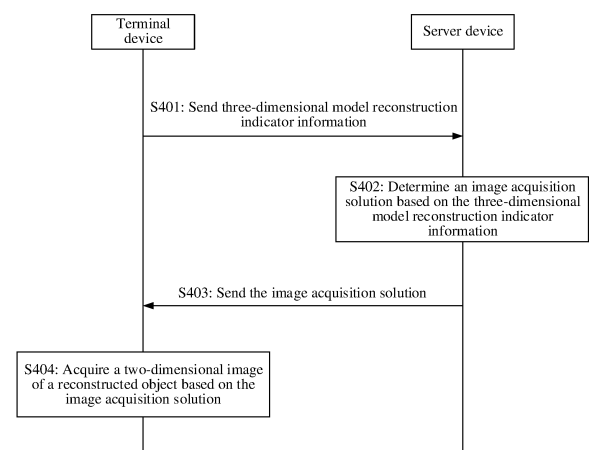 Terminal
device
Server device
S401: Send three-dimensional model reconstruction
indicator information
S402: Determine an image acquisition
solution based on the three-dimensional
model reconstruction indicator
information
S403: Send the image acquisition solution
S404: Acquire a two-dimensional image
of a reconstructed object based on the
image acquisition solution